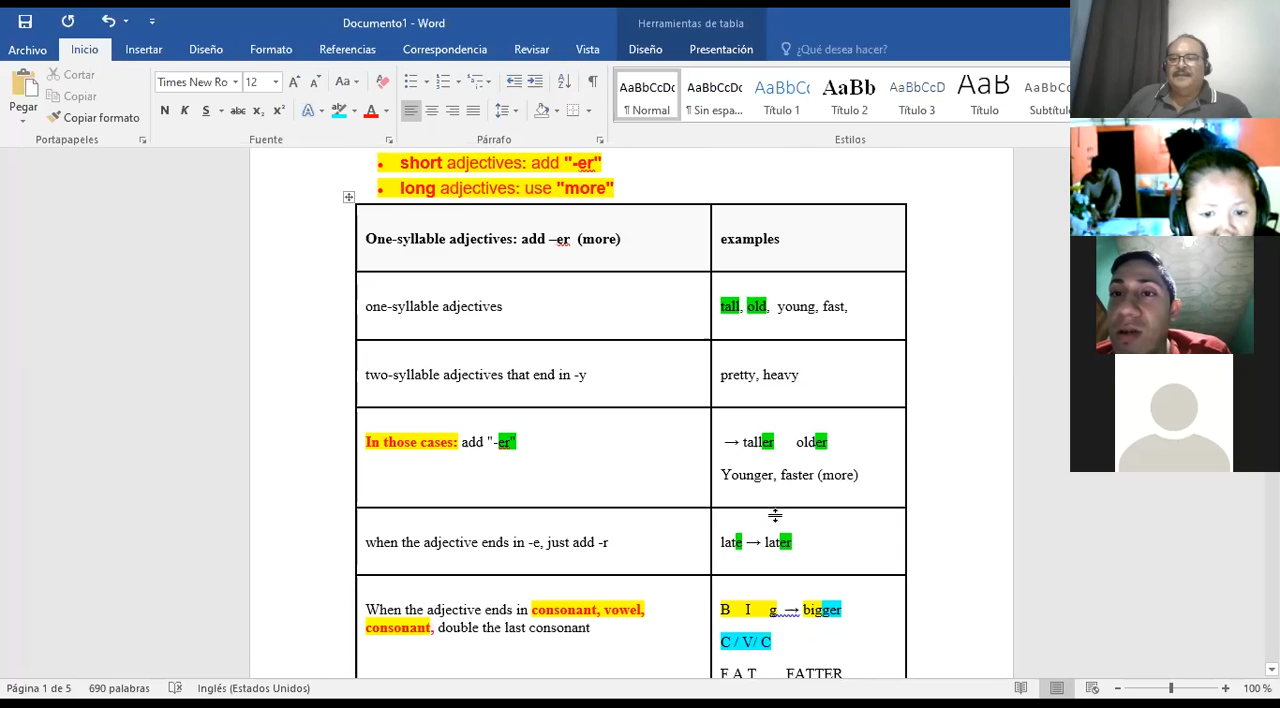 Documento1 - Word
Herramientas de tabla
Archivo Inicio Insertar Diseño Formato Referencias Correspondencia Revisar Vista Diseño Presentación ¿Qué desea hacer?
Pegar
Cortar
Copiar
Copiar formato
Portapapeles
Times New Ro 12
Fuente
Párrafo
AaBbCcDc ¶ Normal
AaBbCcDc ¶ Sin espa...
AaBbCc Título 1
AaBb Título 2
AaBbCcD Título 3
AaB Título
AaBbCcD Subtítul
Estilos
• short adjectives: add "-er"
• long adjectives: use "more"
One-syllable adjectives: add –er (more) examples
one-syllable adjectives tall, old, young, fast,
two-syllable adjectives that end in -y pretty, heavy
In those cases: add "-er" → taller older
Younger, faster (more)
when the adjective ends in -e, just add -r late → later
When the adjective ends in consonant, vowel, B I g → bigger
consonant, double the last consonant C / V/ C
F A T FATTER
Página 1 de 5 690 palabras Inglés (Estados Unidos) 100 %